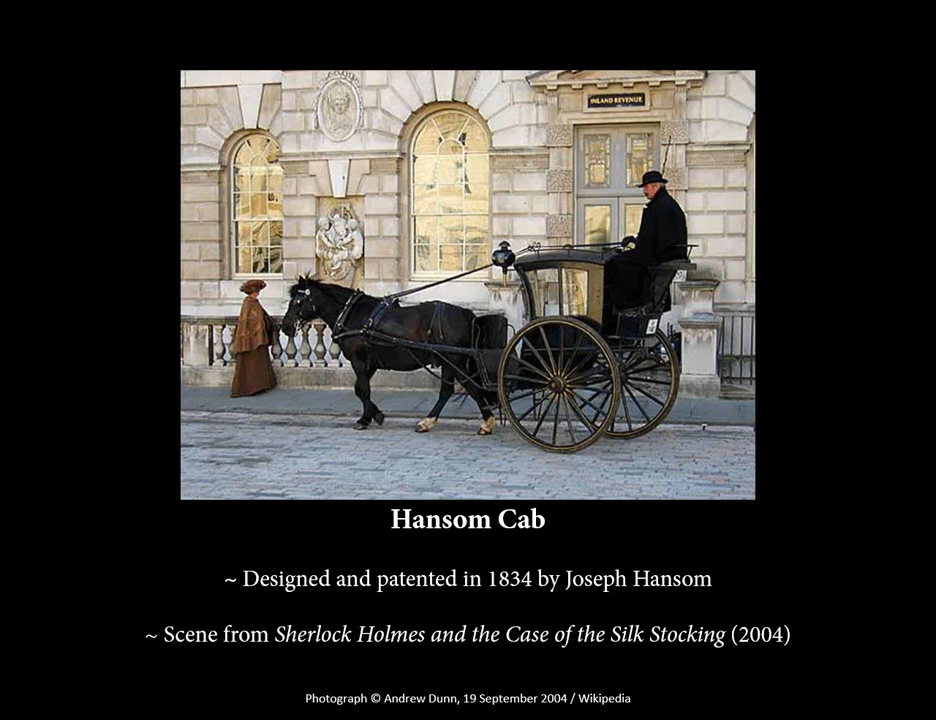 INLAND REVENUE
Hansom Cab
~ Designed and patented in 1834 by Joseph Hansom
~ Scene from Sherlock Holmes and the Case of the Silk Stocking (2004)
Photograph © Andrew Dunn, 19 September 2004 / Wikipedia